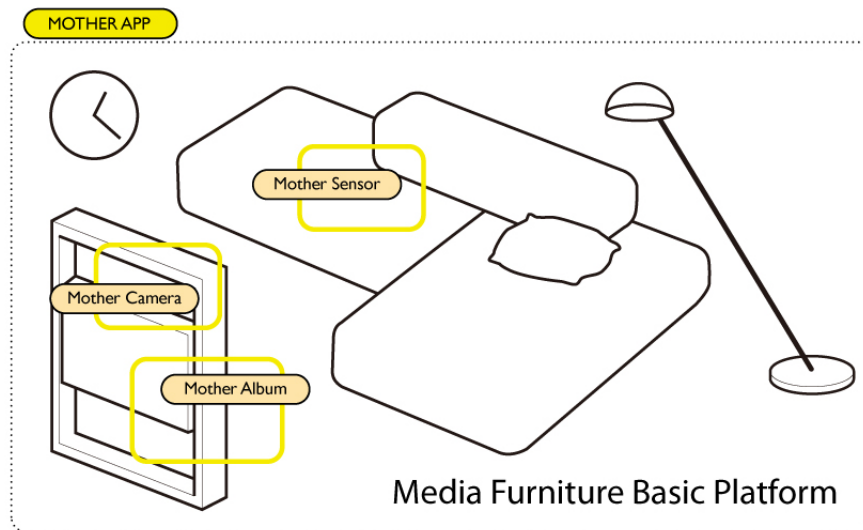 MOTHER APP
Mother Sensor
Mother Camera
Mother Album
Media Furniture Basic Platform